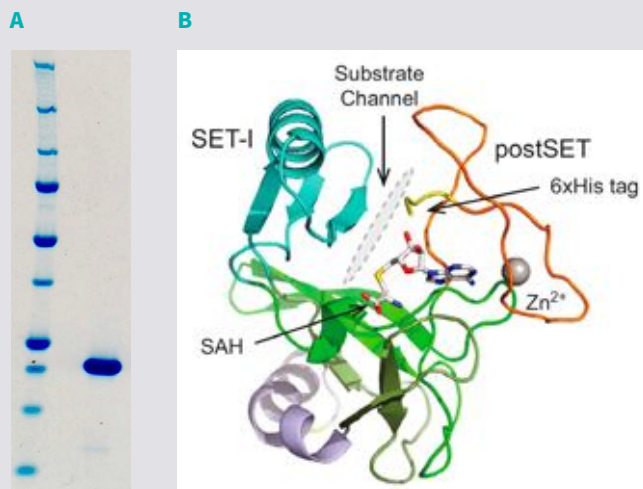 A
B
Substrate
Channel
SET-I
postSET
6xHis tag
Zn²⁺
SAH